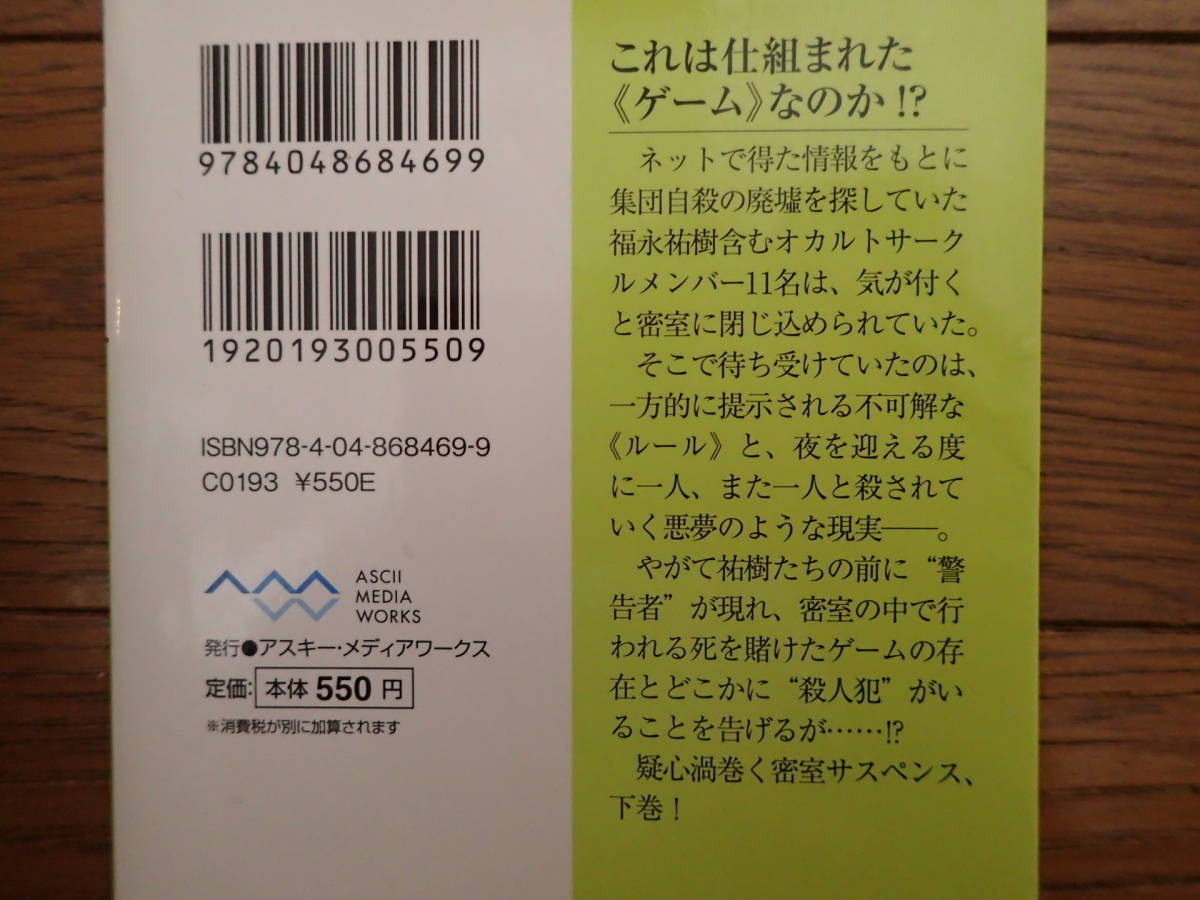 9784048684699
1920193005509
ISBN978-4-04-868469-9
C0193 ¥550E
ASCII
MEDIA
WORKS
発行●アスキー・メディアワークス
定価：本体550円
※消費税が別に加算されます
これは仕組まれた
《ゲーム》なのか!?
ネットで得た情報をもとに
集団自殺の廃墟を探していた
福永祐樹含むオカルトサーク
ルメンバー11名は、気が付く
と密室に閉じ込められていた。
そこで待ち受けていたのは、
一方的に提示される不可解な
《ルール》と、夜を迎える度
に一人、また一人と殺されて
いく悪夢のような現実――。
やがて祐樹たちの前に“警
告者”が現れ、密室の中で行
われる死を賭けたゲームの存
在とどこかに“殺人犯”がい
ることを告げるが……!?
疑心渦巻く密室サスペンス、
下巻！